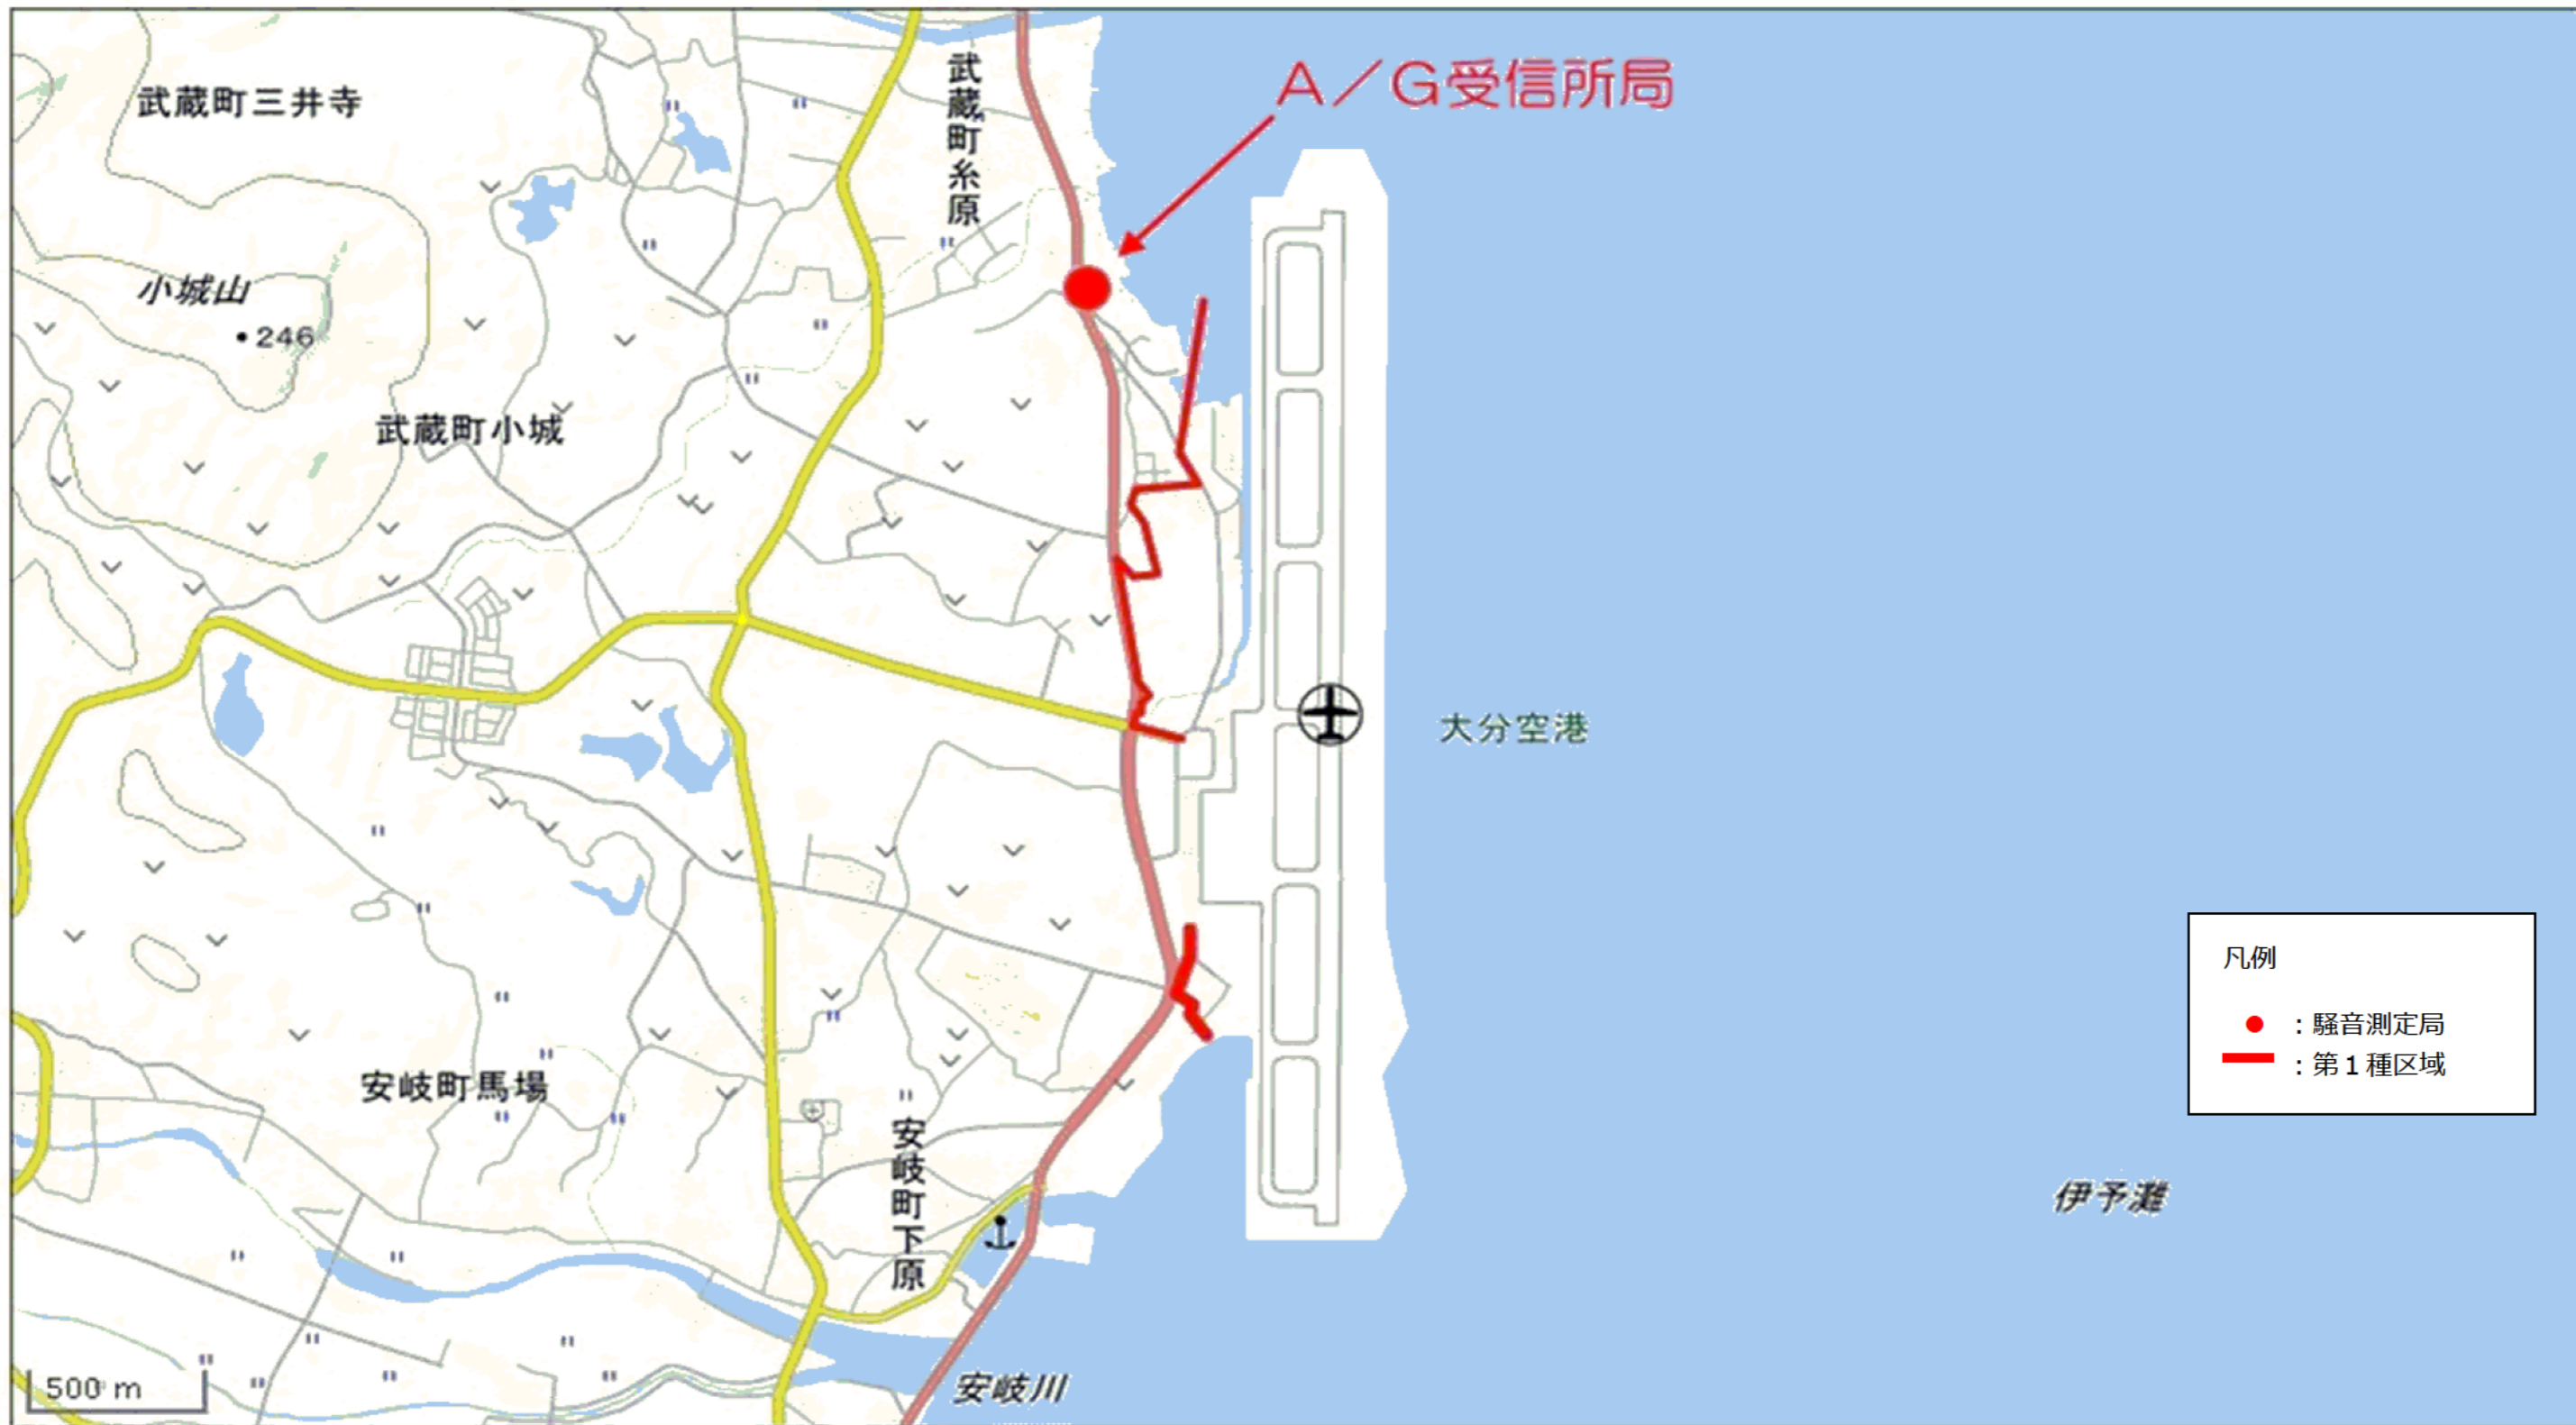 武蔵町三井寺
武蔵町糸原
A／G受信所局
小城山
246
武蔵町小城
大分空港
凡例
：騒音測定局
：第１種区域
安岐町馬場
安岐町下原
伊予灘
500 m
安岐川